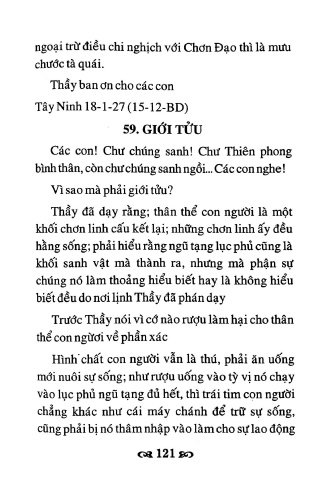 ngoại trừ điều chi nghịch với Chơn Đạo thì là mưu
chước tà quái.
Thầy ban ơn cho các con
Tây Ninh 18-1-27 (15-12-BD)
59. GIỚI TỬU
Các con! Chư chúng sanh! Chư Thiên phong
bình thân, còn chư chúng sanh ngồi... Các con nghe!
Vì sao mà phải giới tửu?
Thầy đã dạy rằng; thân thể con người là một
khối chơn linh cấu kết lại; những chơn linh ấy đều
hằng sống; phải hiểu rằng ngũ tạng lục phủ cũng là
khối sanh vật mà thành ra, nhưng mà phận sự
chúng nó làm thoảng hiểu biết hay là không hiểu
biết đều do nơi lịnh Thầy đã phán dạy
Trước Thầy nói vì cớ nào rượu làm hại cho thân
thể con người về phần xác
Hình chất con người vẫn là thú, phải ăn uống
mới nuôi sự sống; như rượu uống vào tỳ vị nó chạy
vào lục phủ ngũ tạng đủ hết, thì trái tim con người
chẳng khác như cái máy chánh để trữ sự sống,
cũng phải bị nó thâm nhập vào làm cho sự lao động
121